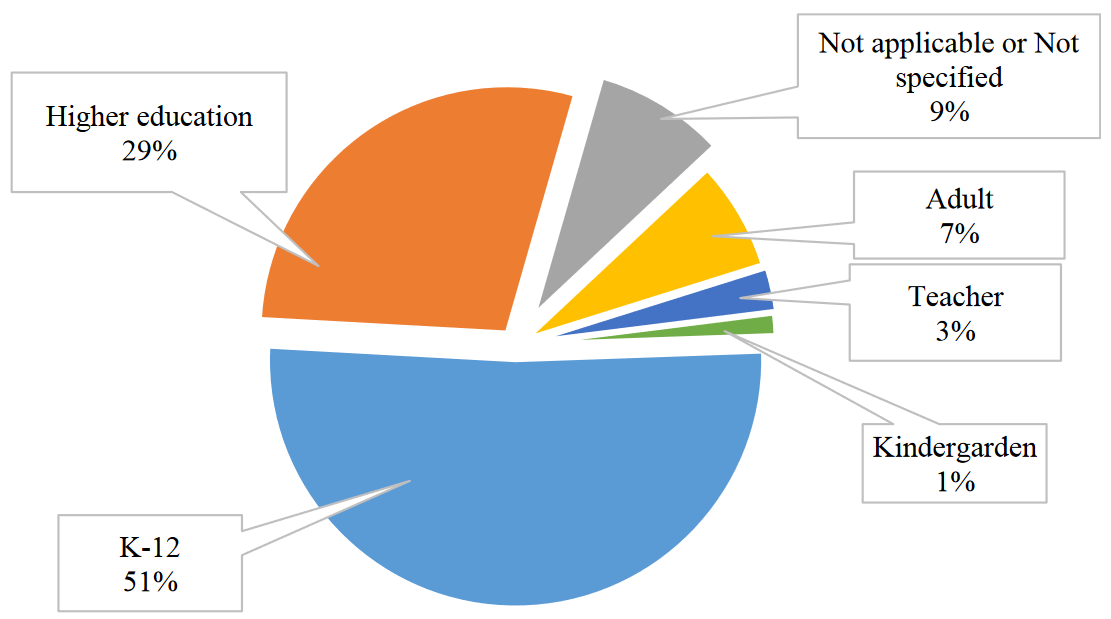 Not applicable or Not
specified
9%
Higher education
29%
Adult
7%
Teacher
3%
Kindergarden
1%
K-12
51%